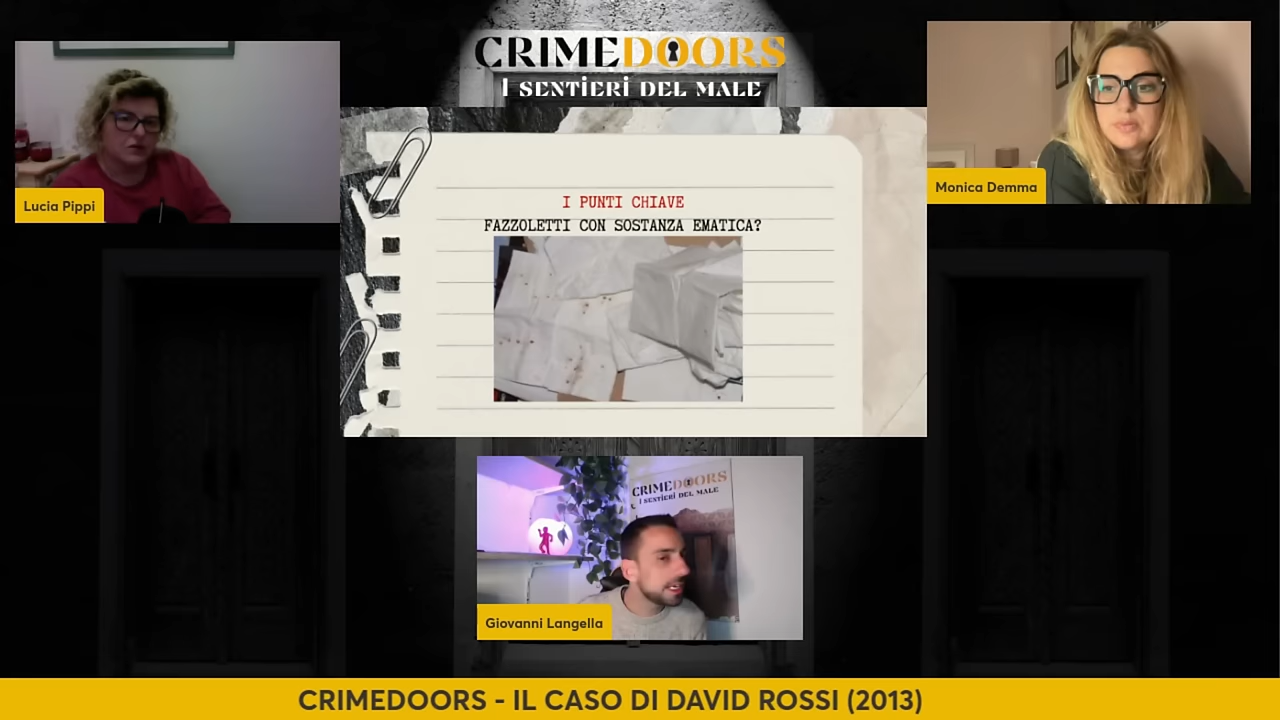 CRIMEDOORS
I SENTIERI DEL MALE
Lucia Pippi
Monica Demma
I PUNTI CHIAVE
FAZZOLETTI CON SOSTANZA EMATICA?
CRIMEDOORS
I SENTIERI DEL MALE
Giovanni Langella
CRIMEDOORS - IL CASO DI DAVID ROSSI (2013)